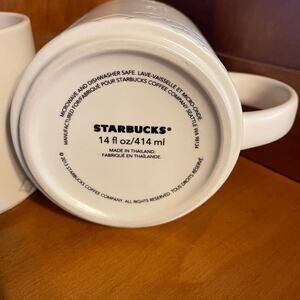 MICROWAVE AND DISHWASHER SAFE. LAVE-VAISSELLE ET MICRO-ONDE.
MANUFACTURED FOR/FABRIQUÉ POUR STARBUCKS COFFEE COMPANY SEATTLE WA 98134
STARBUCKS®
14 fl oz/414 ml
MADE IN THAILAND.
FABRIQUÉ EN THAÏLANDE.
© 2013 STARBUCKS COFFEE COMPANY. ALL RIGHTS RESERVED. TOUS DROITS RÉSERVÉ.